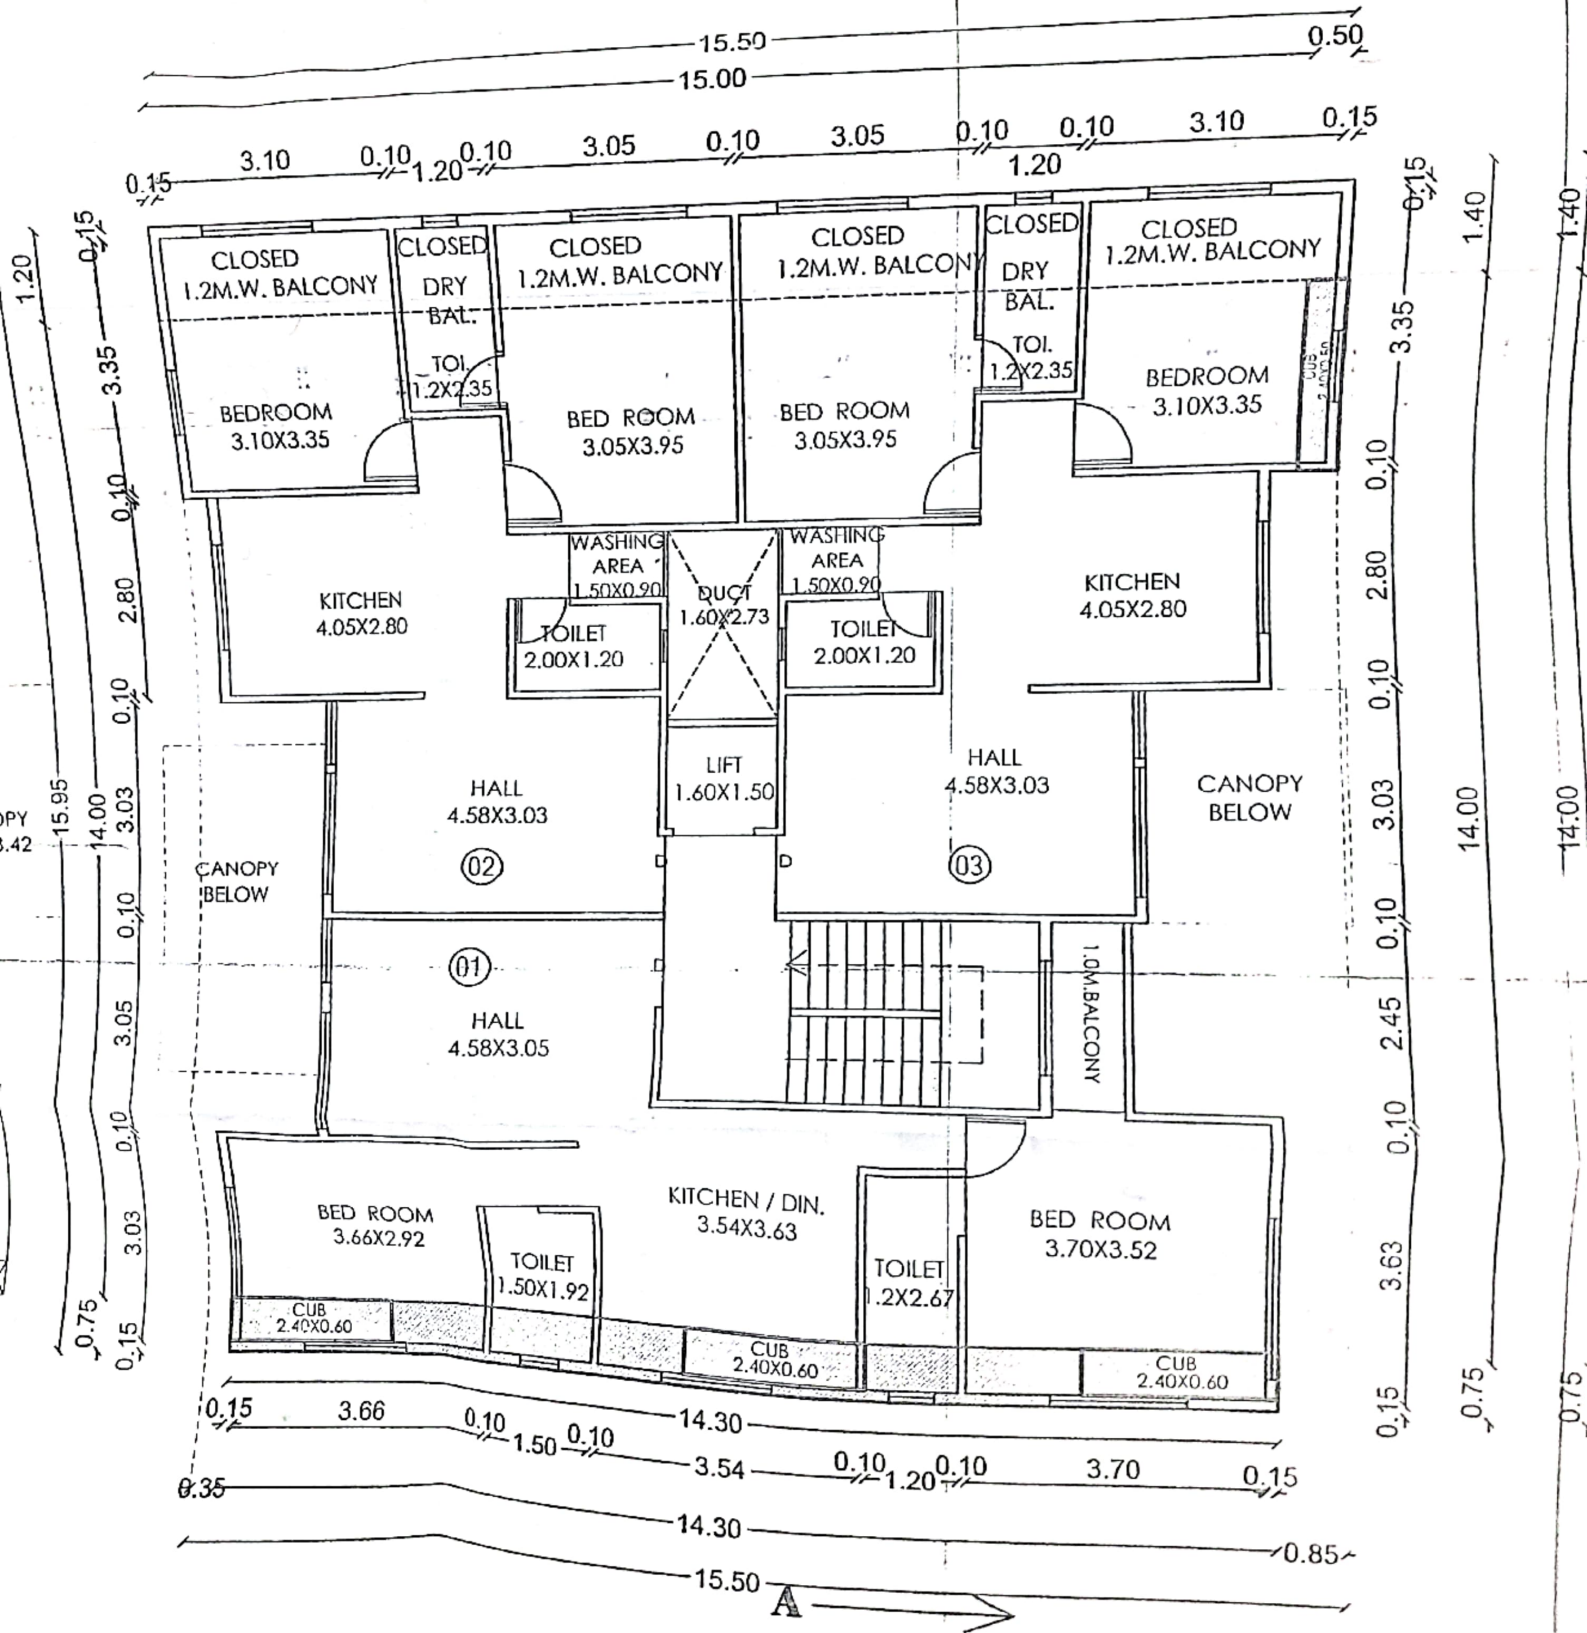 15.50
0.50
15.00
0.15
3.10
0.10
1.20
0.10
3.05
0.10
3.05
0.10
1.20
0.10
3.10
0.15
0.15
1.20
3.35
0.10
2.80
0.10
15.95
14.00
3.03
0.10
3.05
0.10
3.03
0.75
0.15
CLOSED
1.2M.W. BALCONY
BEDROOM
3.10X3.35
CLOSED
DRY
BAL.
TOI.
1.2X2.35
CLOSED
1.2M.W. BALCONY
BED ROOM
3.05X3.95
CLOSED
1.2M.W. BALCONY
BED ROOM
3.05X3.95
CLOSED
DRY
BAL.
TOI.
1.2X2.35
CLOSED
1.2M.W. BALCONY
BEDROOM
3.10X3.35
CUB
KITCHEN
4.05X2.80
WASHING
AREA
1.50X0.90
TOILET
2.00X1.20
DUCT
1.60X2.73
WASHING
AREA
1.50X0.90
TOILET
2.00X1.20
KITCHEN
4.05X2.80
HALL
4.58X3.03
02
LIFT
1.60X1.50
HALL
4.58X3.03
03
CANOPY
BELOW
CANOPY
BELOW
01
HALL
4.58X3.05
1.0M.BALCONY
BED ROOM
3.66X2.92
TOILET
1.50X1.92
KITCHEN / DIN.
3.54X3.63
TOILET
1.2X2.67
BED ROOM
3.70X3.52
CUB
2.40X0.60
CUB
2.40X0.60
CUB
2.40X0.60
0.15
1.40
1.40
3.35
0.10
2.80
0.10
3.03
14.00
14.00
0.10
2.45
0.10
3.63
0.15
0.75
0.75
14.30
0.15
3.66
0.10
1.50
0.10
3.54
0.10
1.20
0.10
3.70
0.15
0.35
14.30
0.85
15.50
A